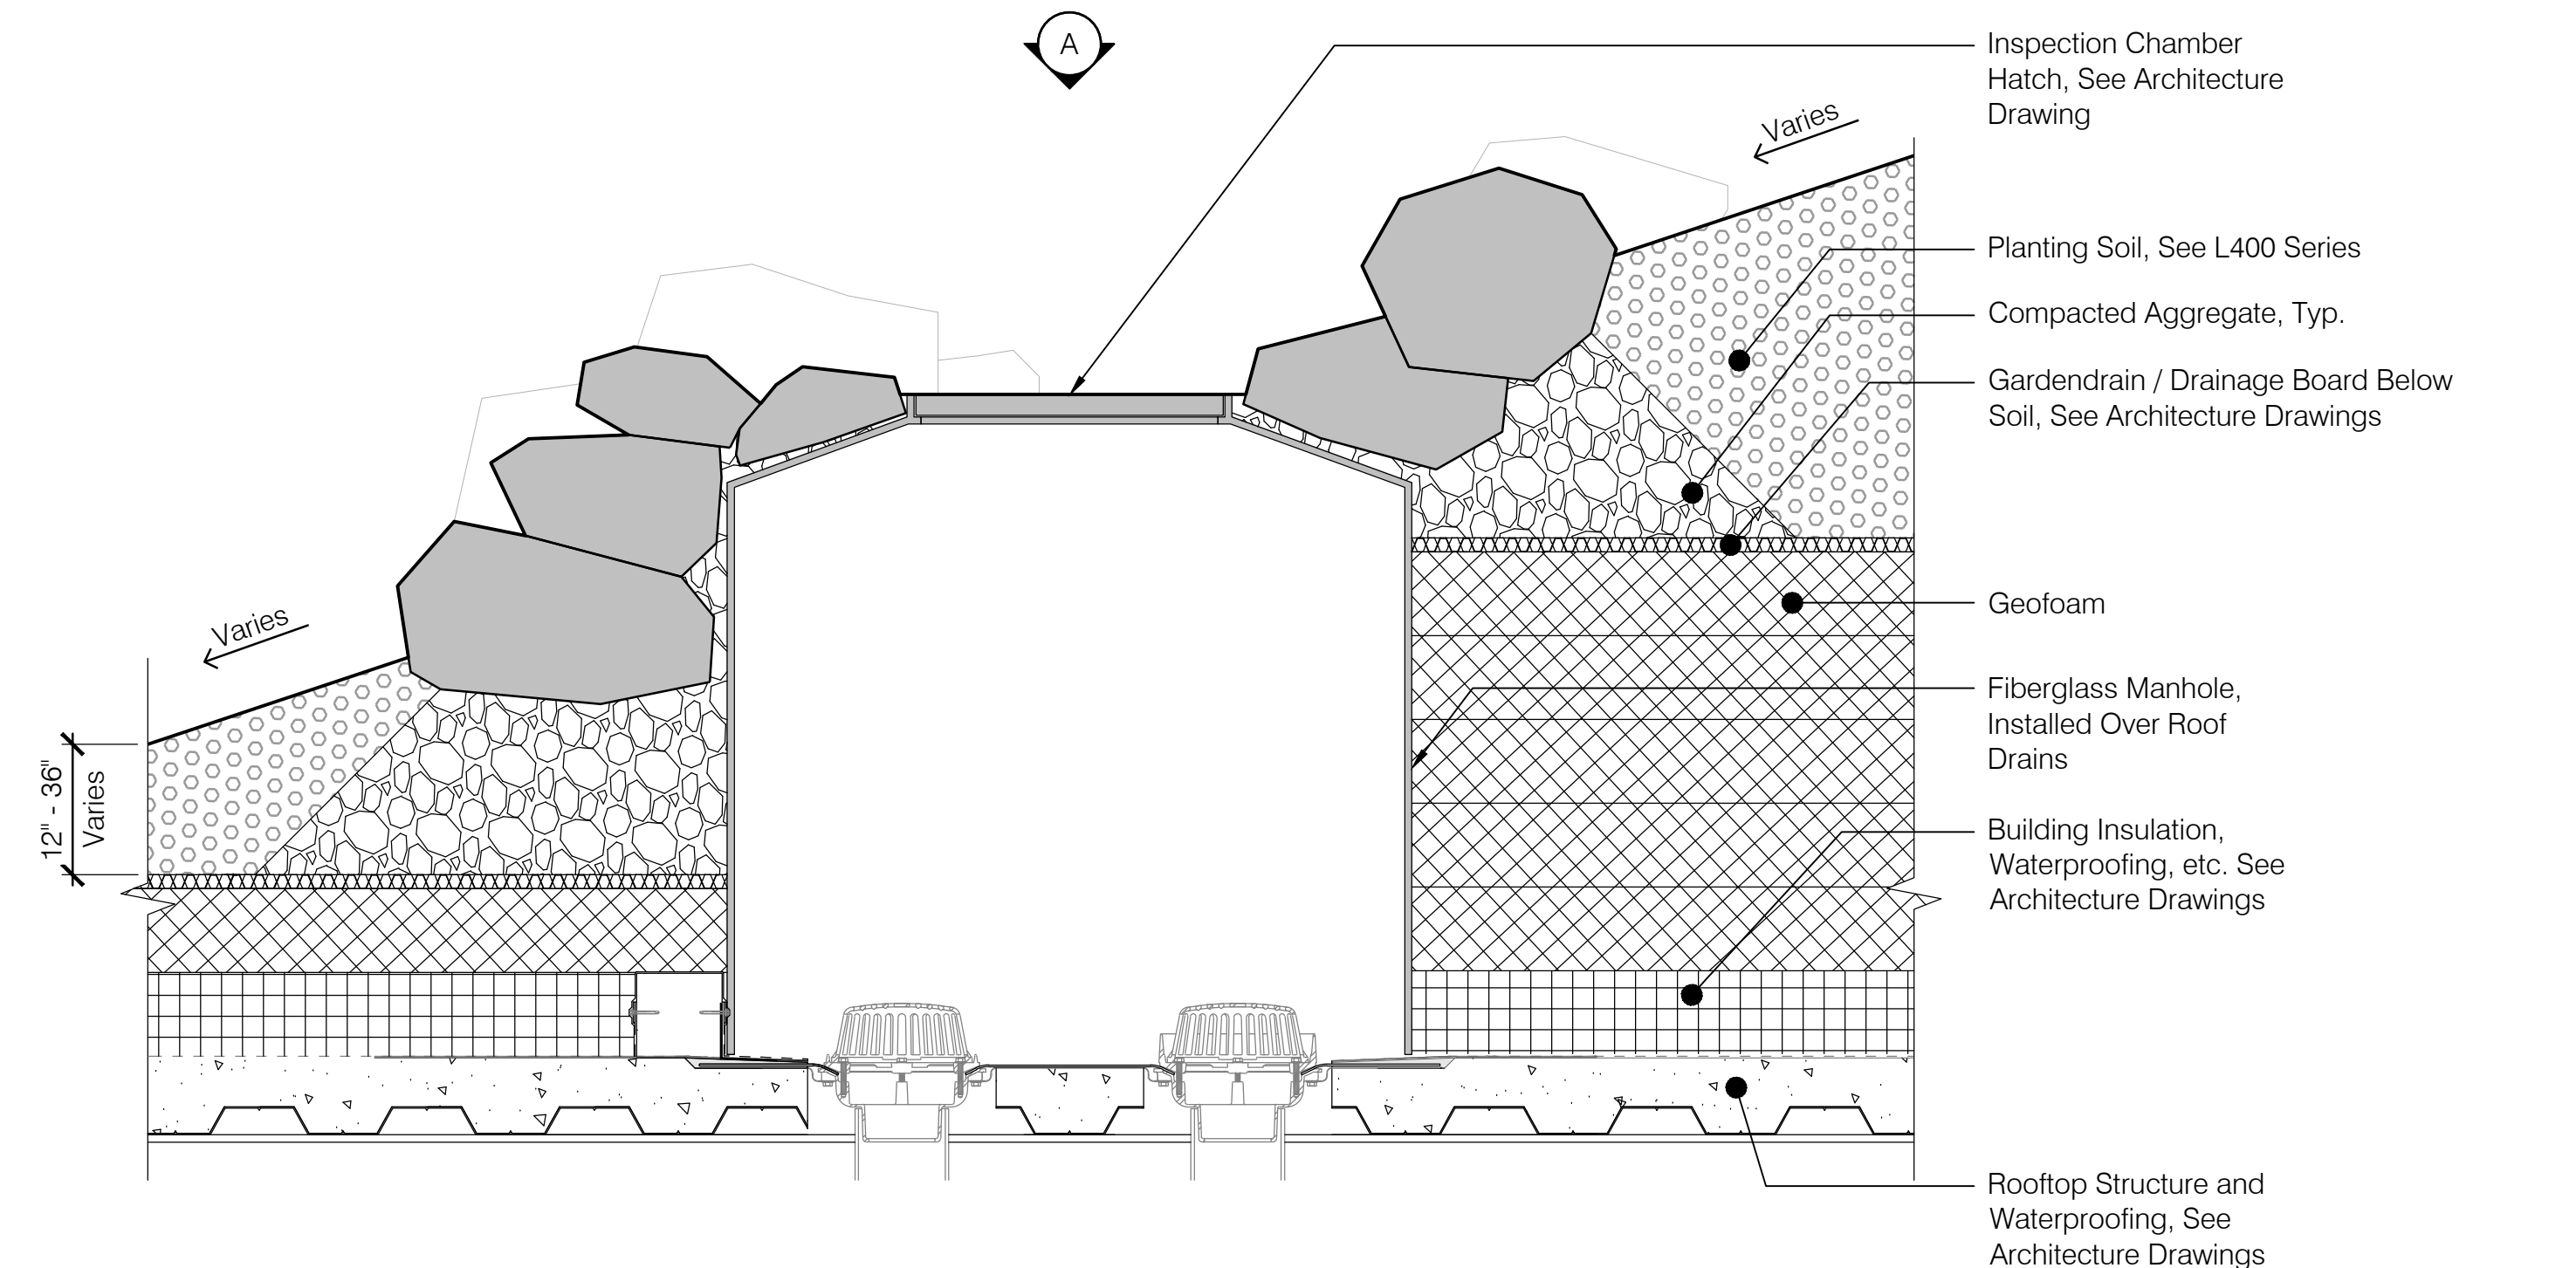 A
Inspection Chamber
Hatch, See Architecture
Drawing
Varies
Planting Soil, See L400 Series
Compacted Aggregate, Typ.
Gardendrain / Drainage Board Below
Soil, See Architecture Drawings
Geofoam
Varies
Fiberglass Manhole,
Installed Over Roof
Drains
12" - 36"
Varies
Building Insulation,
Waterproofing, etc. See
Architecture Drawings
Rooftop Structure and
Waterproofing, See
Architecture Drawings